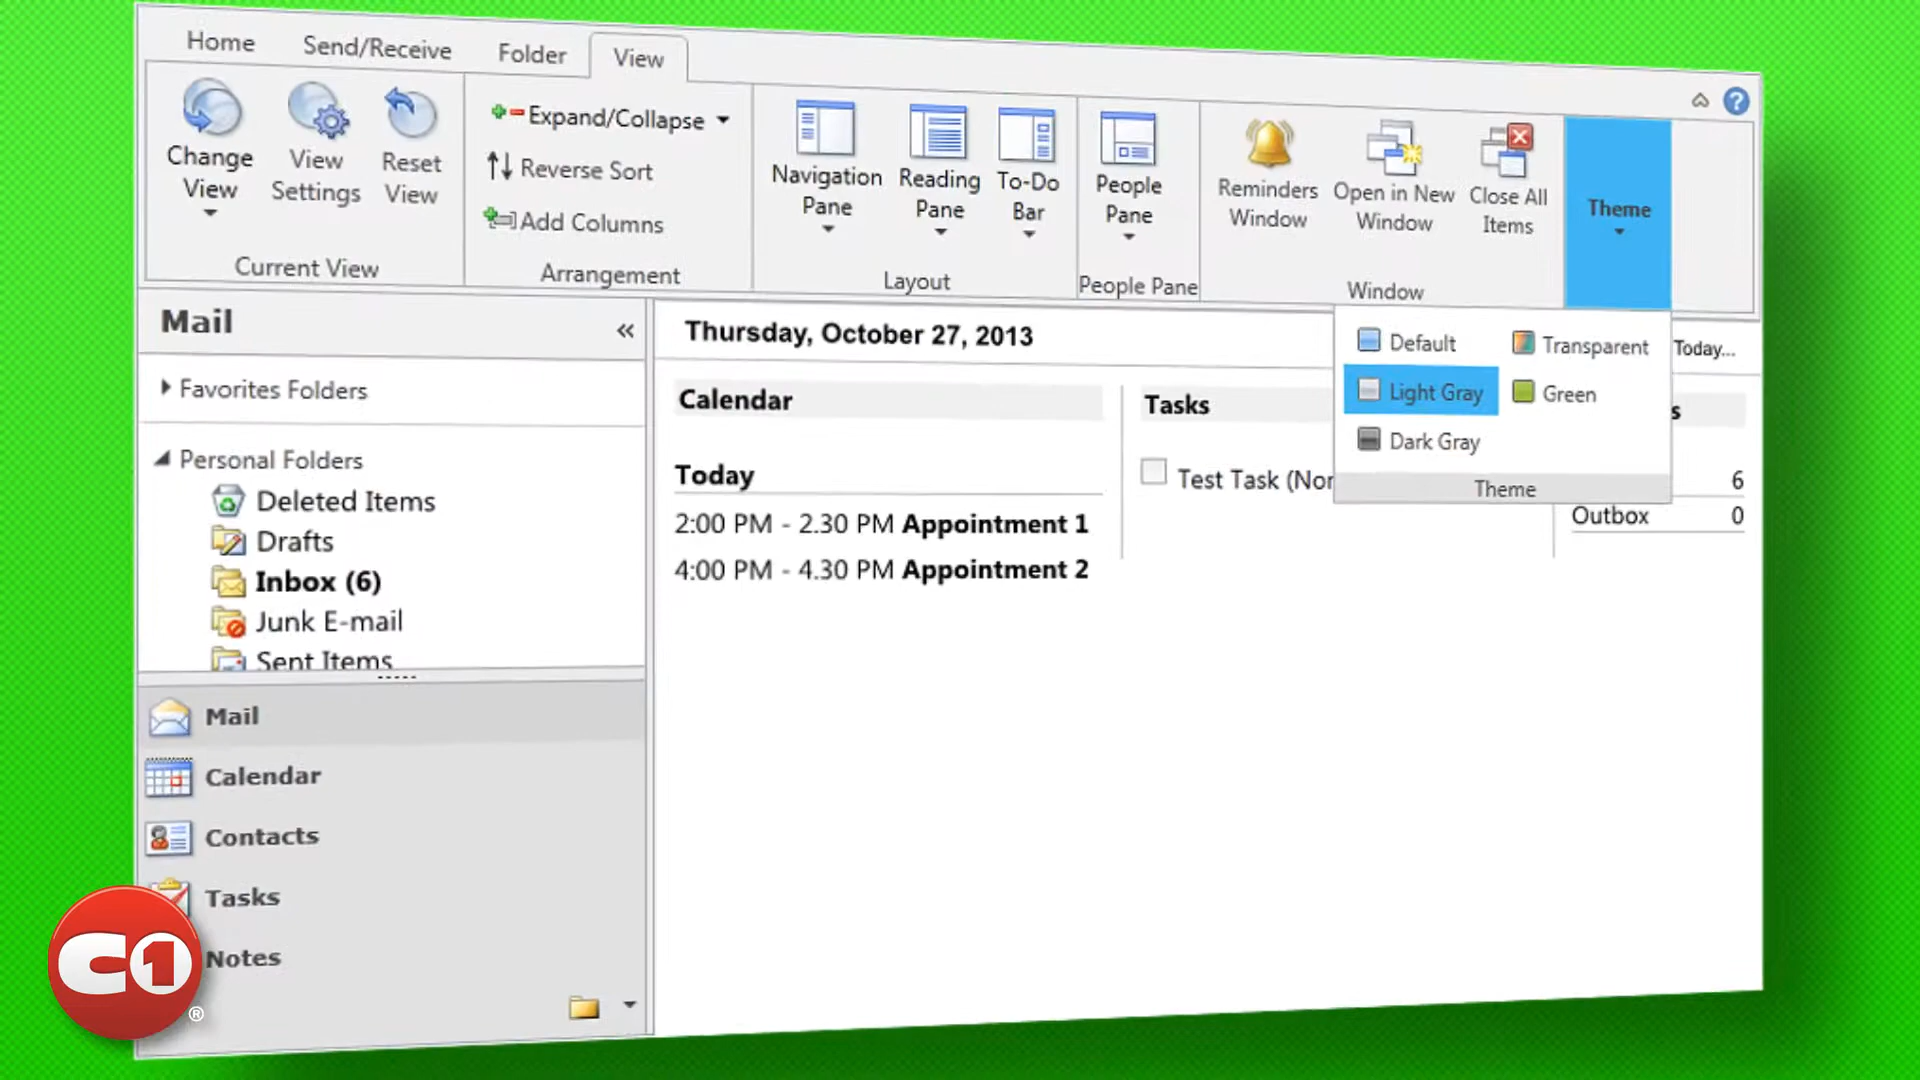 Home Send/Receive Folder View
Change View
View Settings
Reset View
Current View
Expand/Collapse
Reverse Sort
Add Columns
Arrangement
Navigation Pane
Reading Pane
To-Do Bar
Layout
People Pane
People Pane
Reminders Window
Open in New Window
Close All Items
Window
Theme
?
Default
Transparent
Light Gray
Green
Dark Gray
Theme
Mail
Favorites Folders
Personal Folders
Deleted Items
Drafts
Inbox (6)
Junk E-mail
Sent Items
Mail
Calendar
Contacts
Tasks
Notes
Thursday, October 27, 2013
Today...
Calendar
Today
2:00 PM - 2.30 PM Appointment 1
4:00 PM - 4.30 PM Appointment 2
Tasks
Test Task (Nor
s
6
Outbox 0
C1
®